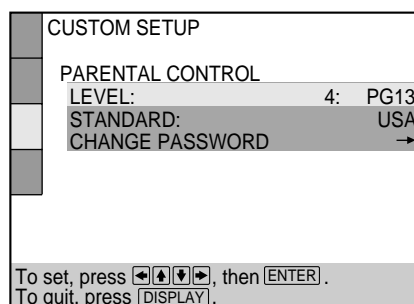 CUSTOM SETUP
PARENTAL CONTROL
LEVEL: 4: PG13
STANDARD: USA
CHANGE PASSWORD →
To set, press ←↑↓→, then ENTER.
To quit, press DISPLAY.